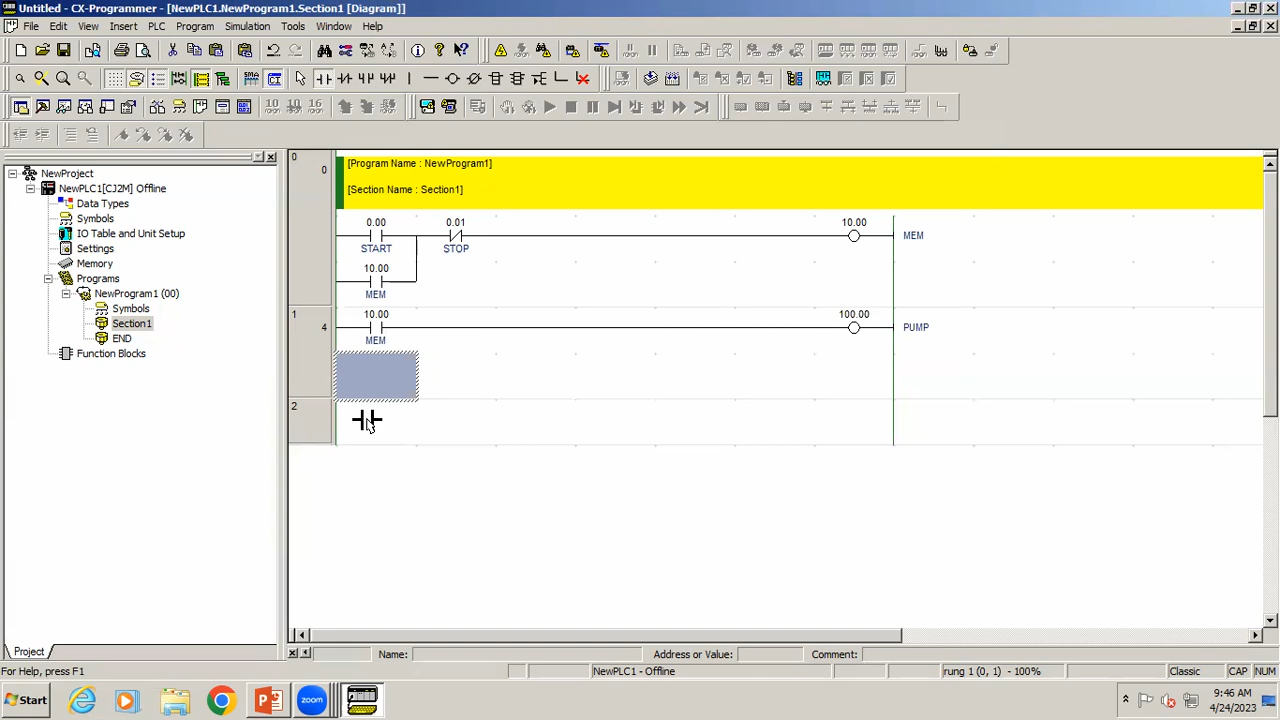 Untitled - CX-Programmer - [NewPLC1.NewProgram1.Section1 [Diagram]]
File Edit View Insert PLC Program Simulation Tools Window Help
SMA
10 10 16
NewProject
NewPLC1[CJ2M] Offline
Data Types
Symbols
IO Table and Unit Setup
Settings
Memory
Programs
NewProgram1 (00)
Symbols
Section1
END
Function Blocks
Project
0
0
[Program Name : NewProgram1]
[Section Name : Section1]
0.00 0.01 10.00
MEM
START STOP
10.00
MEM
1
4
10.00 100.00
PUMP
MEM
2
Name: Address or Value: Comment:
For Help, press F1 NewPLC1 - Offline rung 1 (0, 1) - 100% Classic CAP NUM
Start zoom 9:46 AM
4/24/2023